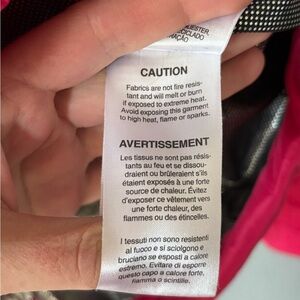 UESTER
CICLADO
RAÇÃO.
CAUTION
Fabrics are not fire resis-
tant and will melt or burn
if exposed to extreme heat.
Avoid exposing this garment
to high heat, flame or sparks.
AVERTISSEMENT
Les tissus ne sont pas résis-
tants au feu et se dissou-
draient ou brûleraient s'ils
étaient exposés à une forte
source de chaleur. Évitez
d'exposer ce vêtement vers
une forte chaleur, des
flammes ou des étincelles.
I tessuti non sono resistenti
al fuoco e si sciolgono e
bruciano se esposti a calore
estremo. Evitare di esporre
questo capo a calore forte,
fiamma o scintille.